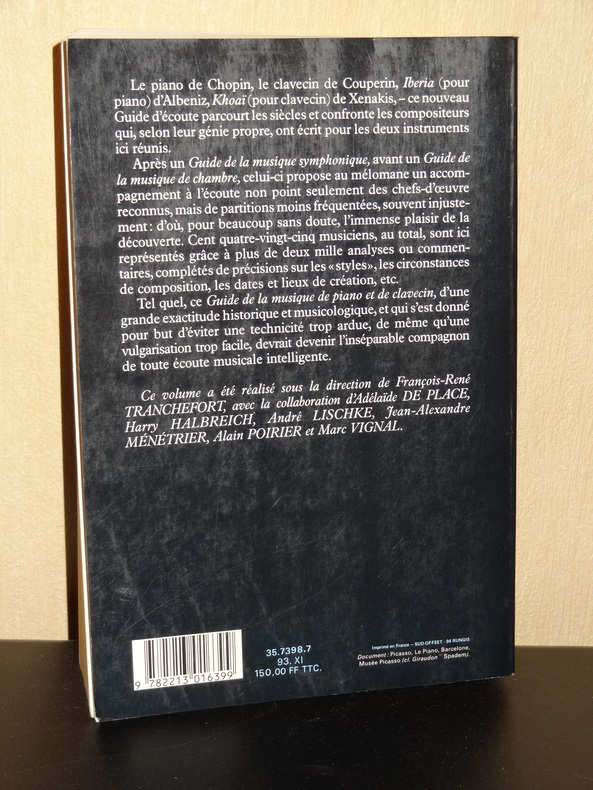 Le piano de Chopin, le clavecin de Couperin, Iberia (pour
piano) d'Albeniz, Khoaï (pour clavecin) de Xenakis, – ce nouveau
Guide d'écoute parcourt les siècles et confronte les compositeurs
qui, selon leur génie propre, ont écrit pour les deux instruments
ici réunis.
Après un Guide de la musique symphonique, avant un Guide de
la musique de chambre, celui-ci propose au mélomane un accom-
pagnement à l'écoute non point seulement des chefs-d'œuvre
reconnus, mais de partitions moins fréquentées, souvent injuste-
ment : d'où, pour beaucoup sans doute, l'immense plaisir de la
découverte. Cent quatre-vingt-cinq musiciens, au total, sont ici
représentés grâce à plus de deux mille analyses ou commen-
taires, complétés de précisions sur les «styles», les circonstances
de composition, les dates et lieux de création, etc.
Tel quel, ce Guide de la musique de piano et de clavecin, d'une
grande exactitude historique et musicologique, et qui s'est donné
pour but d'éviter une technicité trop ardue, de même qu'une
vulgarisation trop facile, devrait devenir l'inséparable compagnon
de toute écoute musicale intelligente.
Ce volume a été réalisé sous la direction de François-René
TRANCHEFORT, avec la collaboration d'Adélaïde DE PLACE,
Harry HALBREICH, André LISCHKE, Jean-Alexandre
MÉNÉTRIER, Alain POIRIER et Marc VIGNAL.
9 782213 016399
35.7398.7
93. XI
150,00 FF TTC.
Imprimé en France – SUD-OFFSET - 94 RUNGIS
Document : Picasso, Le Piano, Barcelone,
Musée Picasso (cl. Giraudon © Spadem).